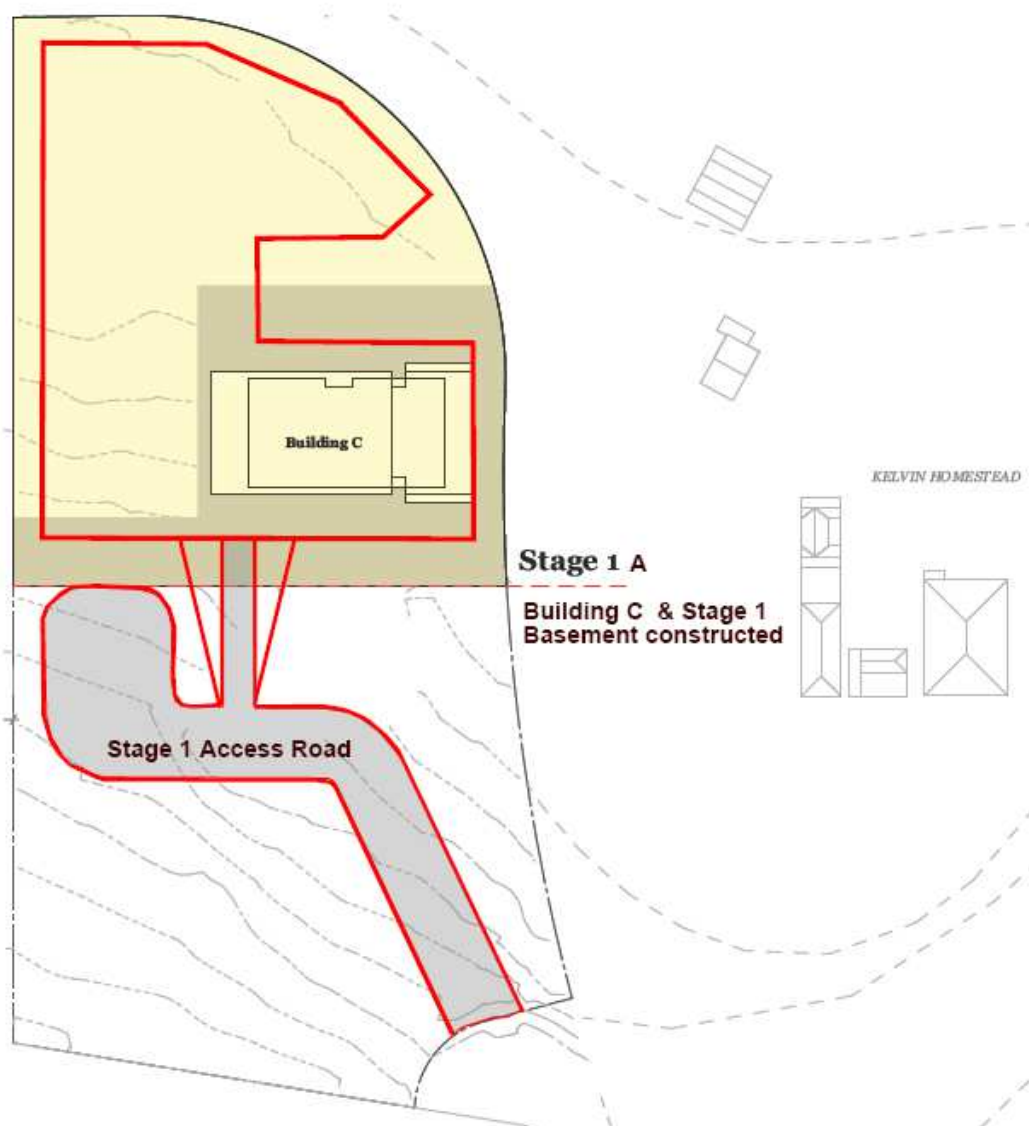 Building C
KELVIN HOMESTEAD
Stage 1 A
Building C & Stage 1
Basement constructed
Stage 1 Access Road